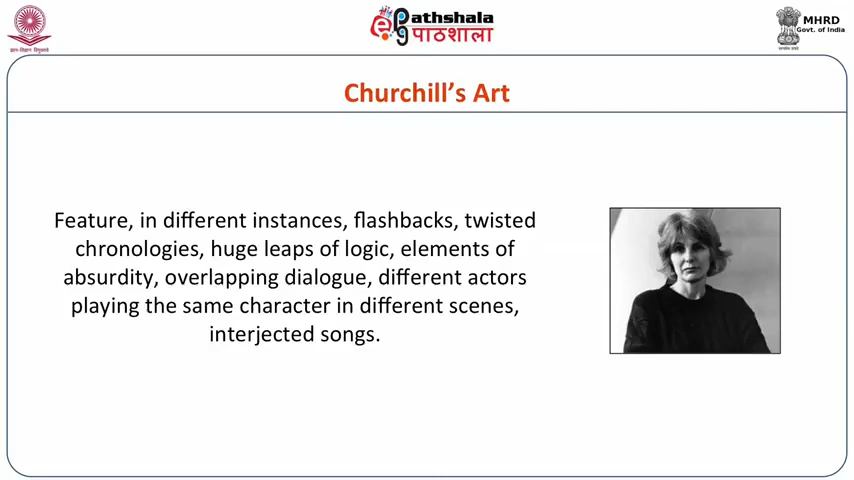 ePathshala
पाठशाला
MHRD
Govt. of India
Churchill's Art
Feature, in different instances, flashbacks, twisted
chronologies, huge leaps of logic, elements of
absurdity, overlapping dialogue, different actors
playing the same character in different scenes,
interjected songs.